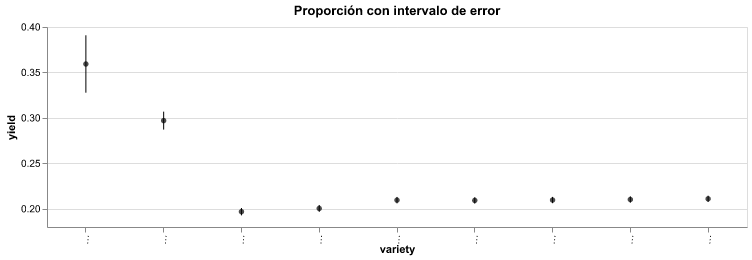 Proporción con intervalo de error
0.40
0.35
0.30
0.25
0.20
yield
… … … … … … … … …
variety